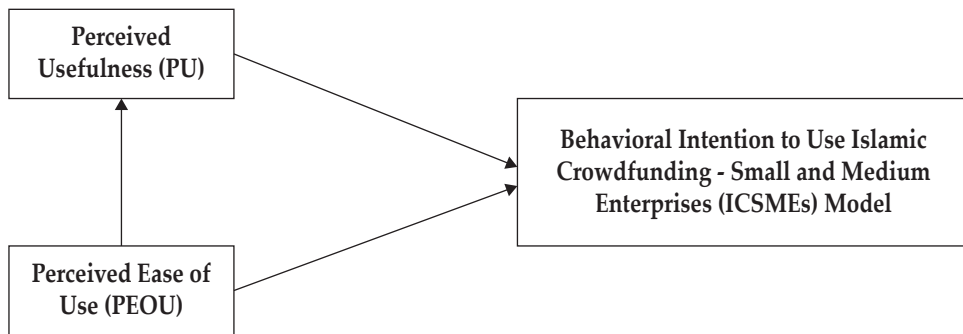 Perceived
Usefulness (PU)
Behavioral Intention to Use Islamic
Crowdfunding - Small and Medium
Enterprises (ICSMEs) Model
Perceived Ease of
Use (PEOU)